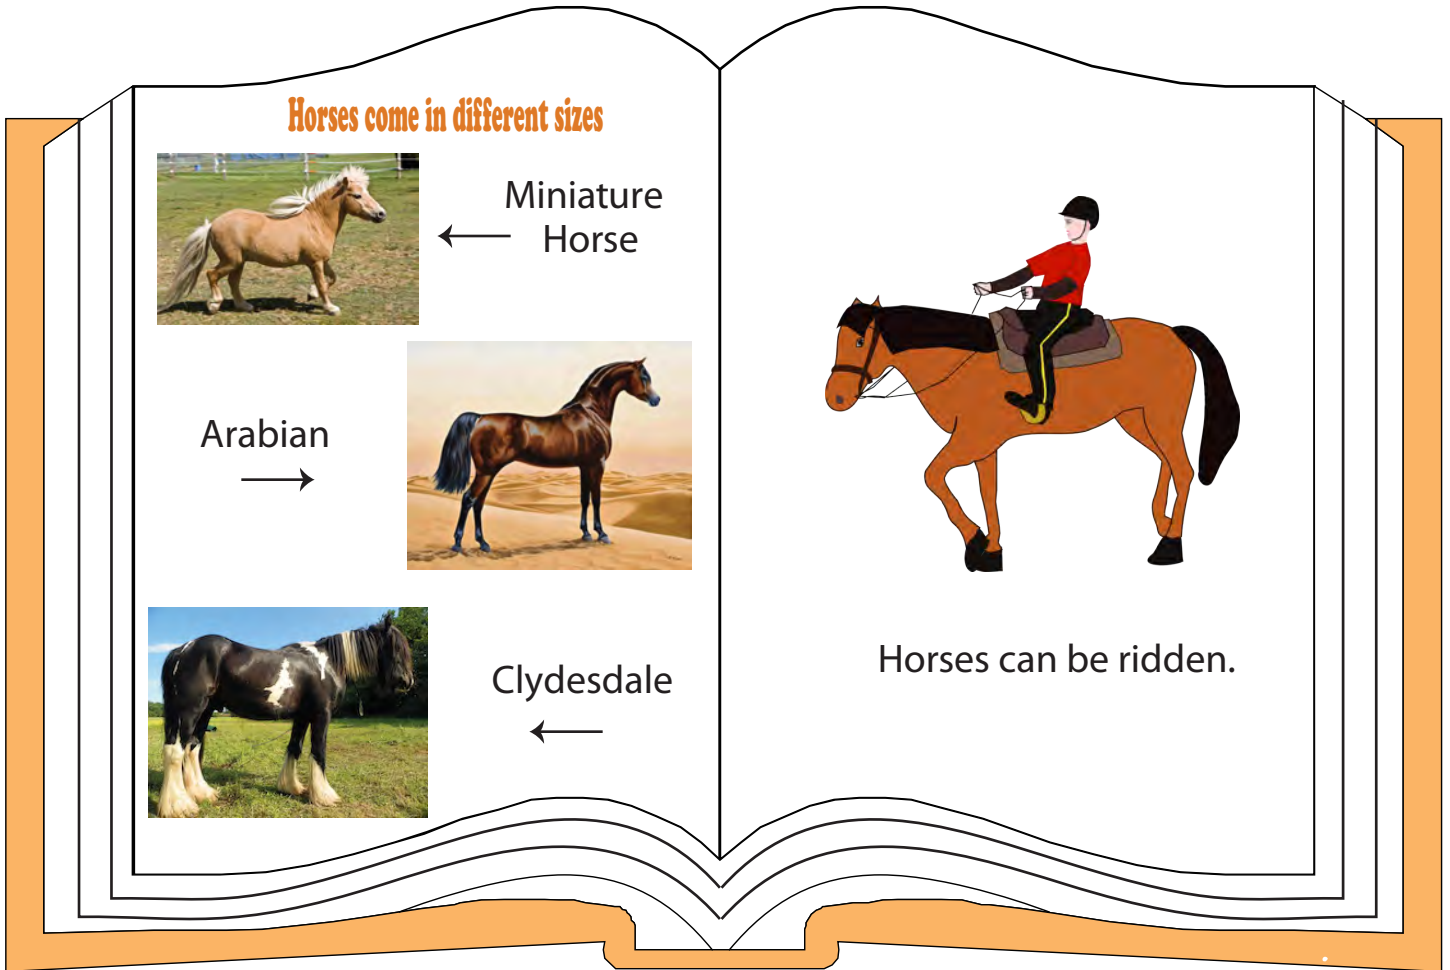 Horses come in different sizes
Miniature
Horse
Arabian
Clydesdale
Horses can be ridden.